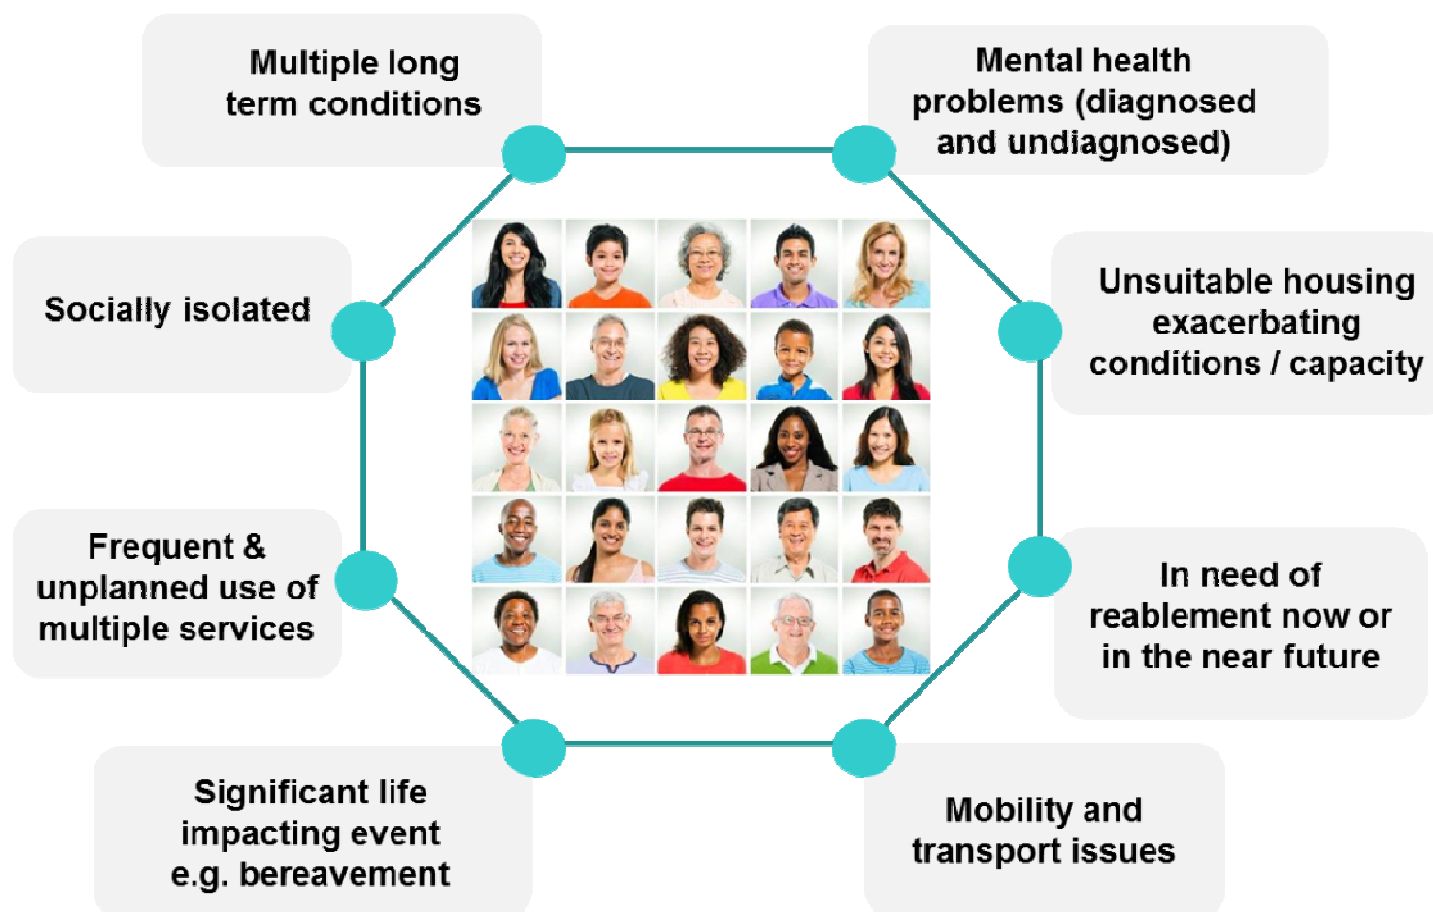 Multiple long
term conditions
Mental health
problems (diagnosed
and undiagnosed)
Socially isolated
Unsuitable housing
exacerbating
conditions / capacity
Frequent &
unplanned use of
multiple services
In need of
reablement now or
in the near future
Significant life
impacting event
e.g. bereavement
Mobility and
transport issues